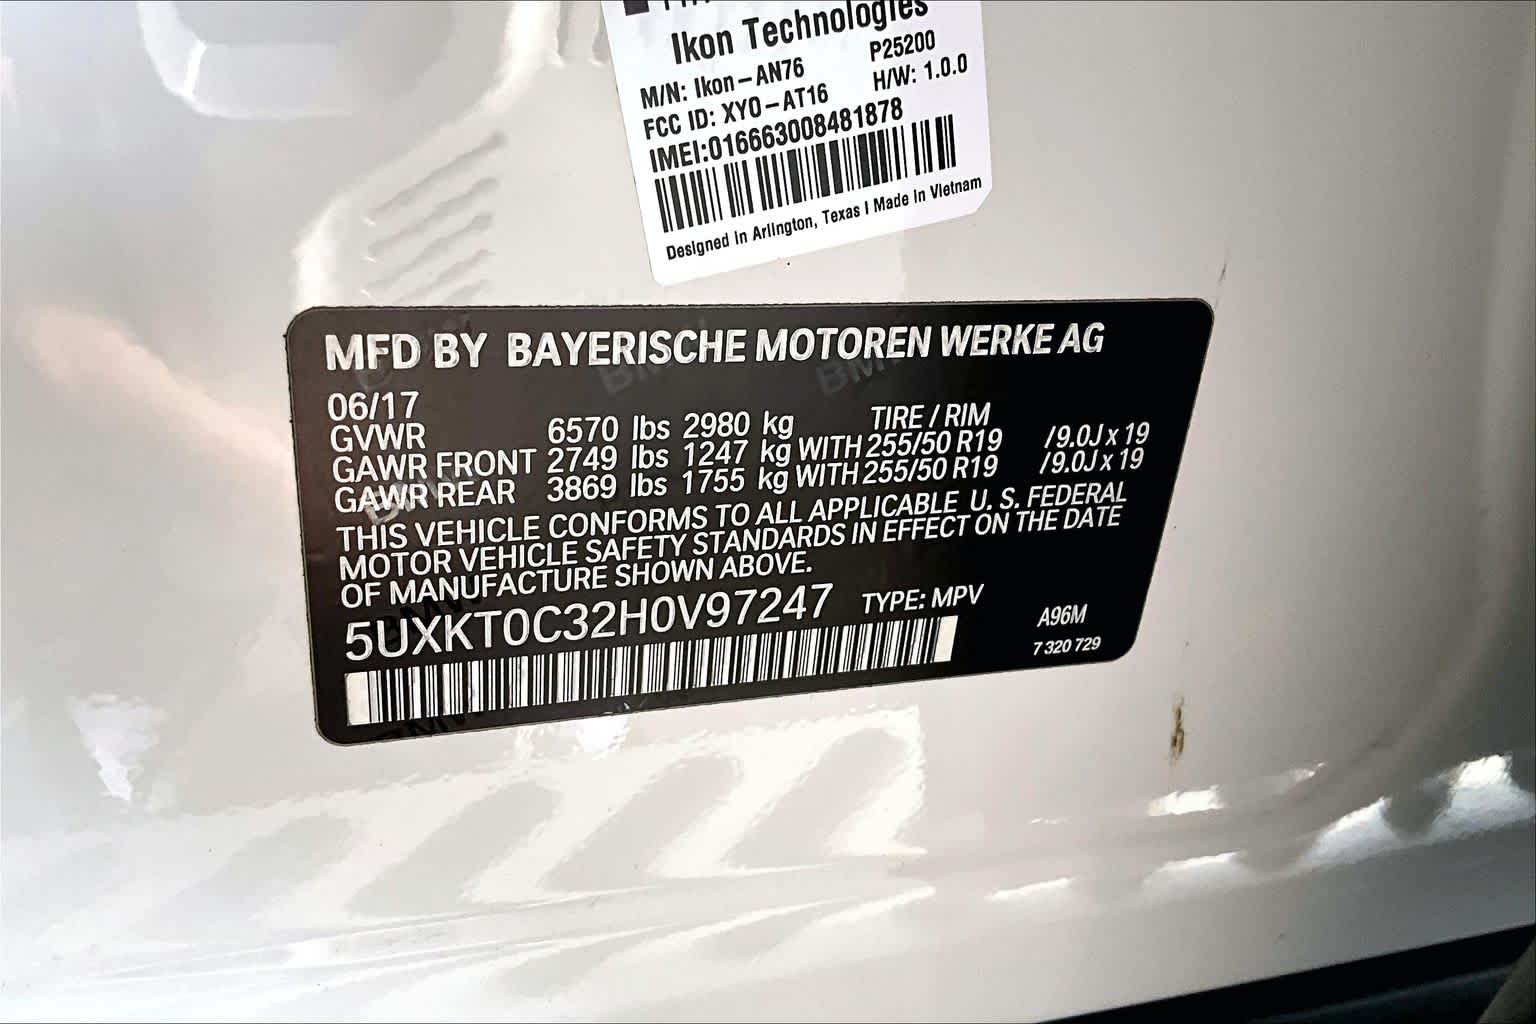 Ikon Technologies
M/N: Ikon-AN76 P25200
FCC ID: XYO-AT16 H/W: 1.0.0
IMEI:016663008481878
Designed in Arlington, Texas | Made in Vietnam
MFD BY BAYERISCHE MOTOREN WERKE AG
06/17 TIRE / RIM
GVWR 6570 lbs 2980 kg
GAWR FRONT 2749 lbs 1247 kg WITH 255/50 R19 /9.0J x 19
GAWR REAR 3869 lbs 1755 kg WITH 255/50 R19 /9.0J x 19
THIS VEHICLE CONFORMS TO ALL APPLICABLE U. S. FEDERAL
MOTOR VEHICLE SAFETY STANDARDS IN EFFECT ON THE DATE
OF MANUFACTURE SHOWN ABOVE.
5UXKT0C32H0V97247 TYPE: MPV A96M
7 320 729